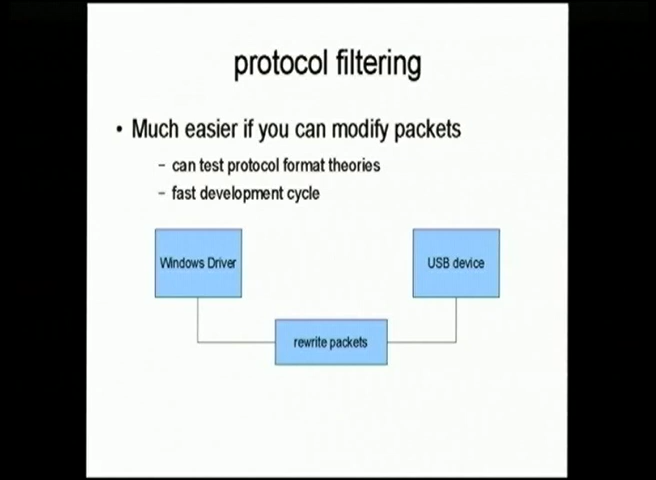 protocol filtering
• Much easier if you can modify packets
– can test protocol format theories
– fast development cycle
Windows Driver
USB device
rewrite packets